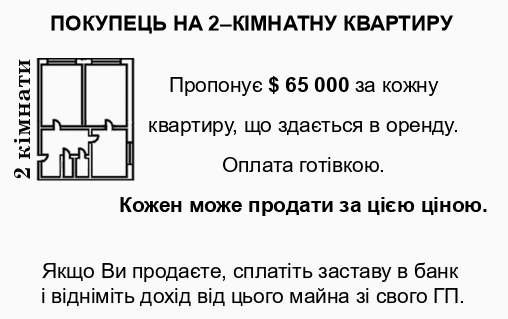 ПОКУПЕЦЬ НА 2–КІМНАТНУ КВАРТИРУ
2 кімнати
Пропонує $ 65 000 за кожну
квартиру, що здається в оренду.
Оплата готівкою.
Кожен може продати за цією ціною.
Якщо Ви продаєте, сплатіть заставу в банк
і відніміть дохід від цього майна зі свого ГП.